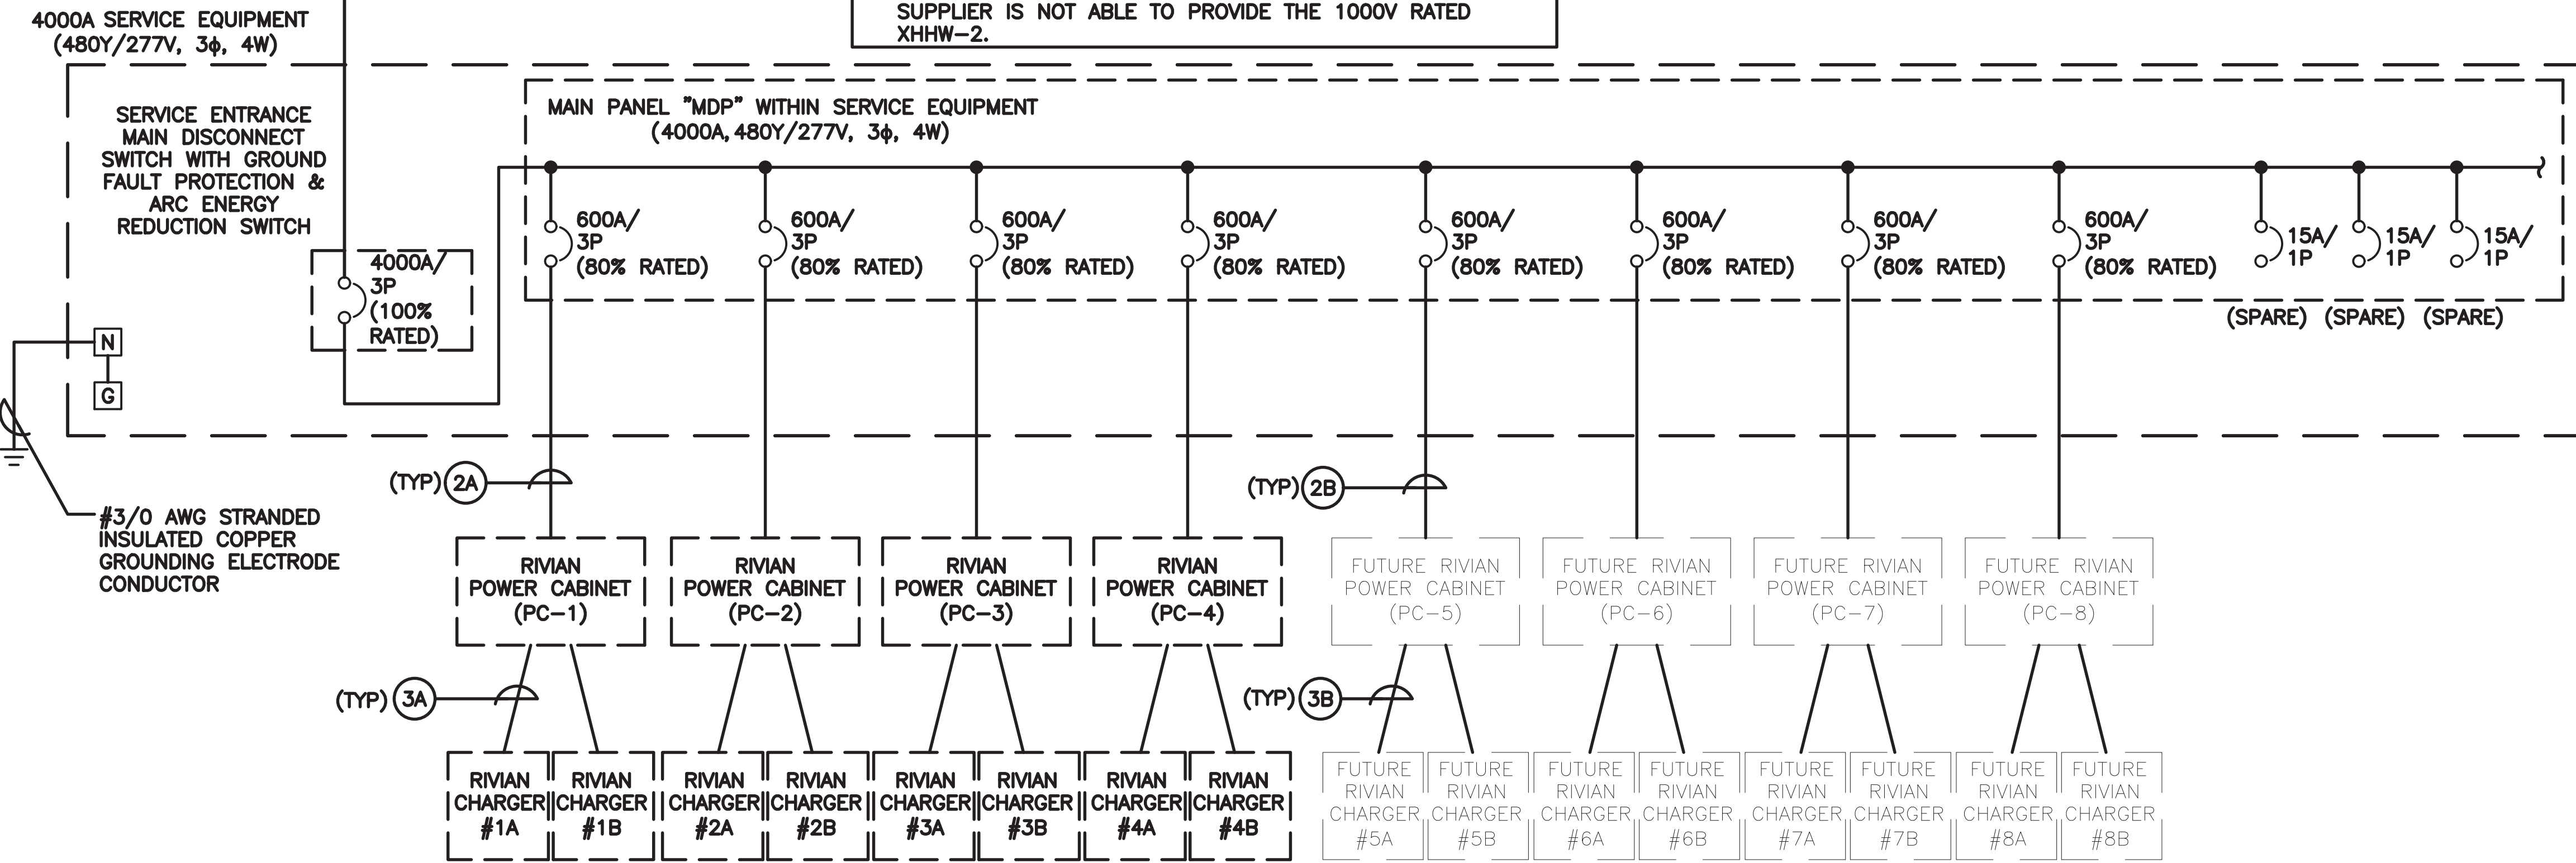 4000A SERVICE EQUIPMENT
(480Y/277V, 3ϕ, 4W)
SUPPLIER IS NOT ABLE TO PROVIDE THE 1000V RATED
XHHW-2.
SERVICE ENTRANCE
MAIN DISCONNECT
SWITCH WITH GROUND
FAULT PROTECTION &
ARC ENERGY
REDUCTION SWITCH
MAIN PANEL "MDP" WITHIN SERVICE EQUIPMENT
(4000A, 480Y/277V, 3ϕ, 4W)
4000A/
3P
(100%
RATED)
600A/
3P
(80% RATED)
600A/
3P
(80% RATED)
600A/
3P
(80% RATED)
600A/
3P
(80% RATED)
600A/
3P
(80% RATED)
600A/
3P
(80% RATED)
600A/
3P
(80% RATED)
600A/
3P
(80% RATED)
15A/
1P
(SPARE)
15A/
1P
(SPARE)
15A/
1P
(SPARE)
N
G
#3/0 AWG STRANDED
INSULATED COPPER
GROUNDING ELECTRODE
CONDUCTOR
(TYP) 2A
(TYP) 2B
RIVIAN
POWER CABINET
(PC-1)
RIVIAN
POWER CABINET
(PC-2)
RIVIAN
POWER CABINET
(PC-3)
RIVIAN
POWER CABINET
(PC-4)
FUTURE RIVIAN
POWER CABINET
(PC-5)
FUTURE RIVIAN
POWER CABINET
(PC-6)
FUTURE RIVIAN
POWER CABINET
(PC-7)
FUTURE RIVIAN
POWER CABINET
(PC-8)
(TYP) 3A
(TYP) 3B
RIVIAN
CHARGER
#1A
RIVIAN
CHARGER
#1B
RIVIAN
CHARGER
#2A
RIVIAN
CHARGER
#2B
RIVIAN
CHARGER
#3A
RIVIAN
CHARGER
#3B
RIVIAN
CHARGER
#4A
RIVIAN
CHARGER
#4B
FUTURE
RIVIAN
CHARGER
#5A
FUTURE
RIVIAN
CHARGER
#5B
FUTURE
RIVIAN
CHARGER
#6A
FUTURE
RIVIAN
CHARGER
#6B
FUTURE
RIVIAN
CHARGER
#7A
FUTURE
RIVIAN
CHARGER
#7B
FUTURE
RIVIAN
CHARGER
#8A
FUTURE
RIVIAN
CHARGER
#8B